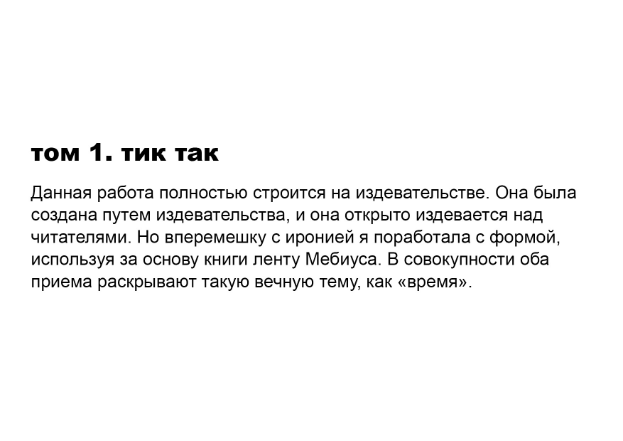 том 1. тик так
Данная работа полностью строится на издевательстве. Она была
создана путем издевательства, и она открыто издевается над
читателями. Но вперемешку с иронией я поработала с формой,
используя за основу книги ленту Мебиуса. В совокупности оба
приема раскрывают такую вечную тему, как «время».